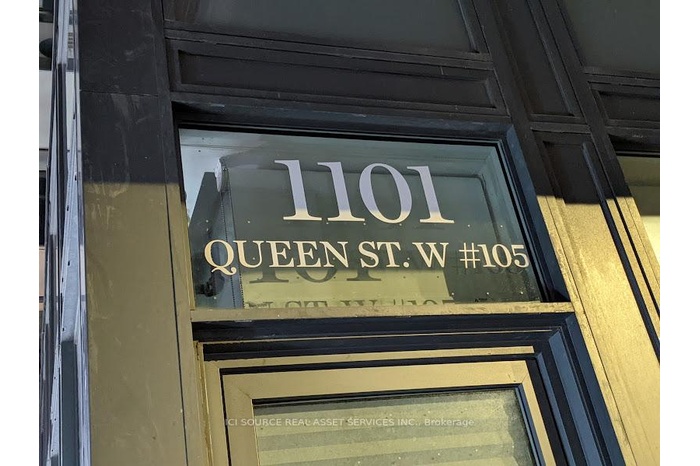 1101
QUEEN ST. W #105
CI SOURCE REAL ASSET SERVICES INC., Brokerage